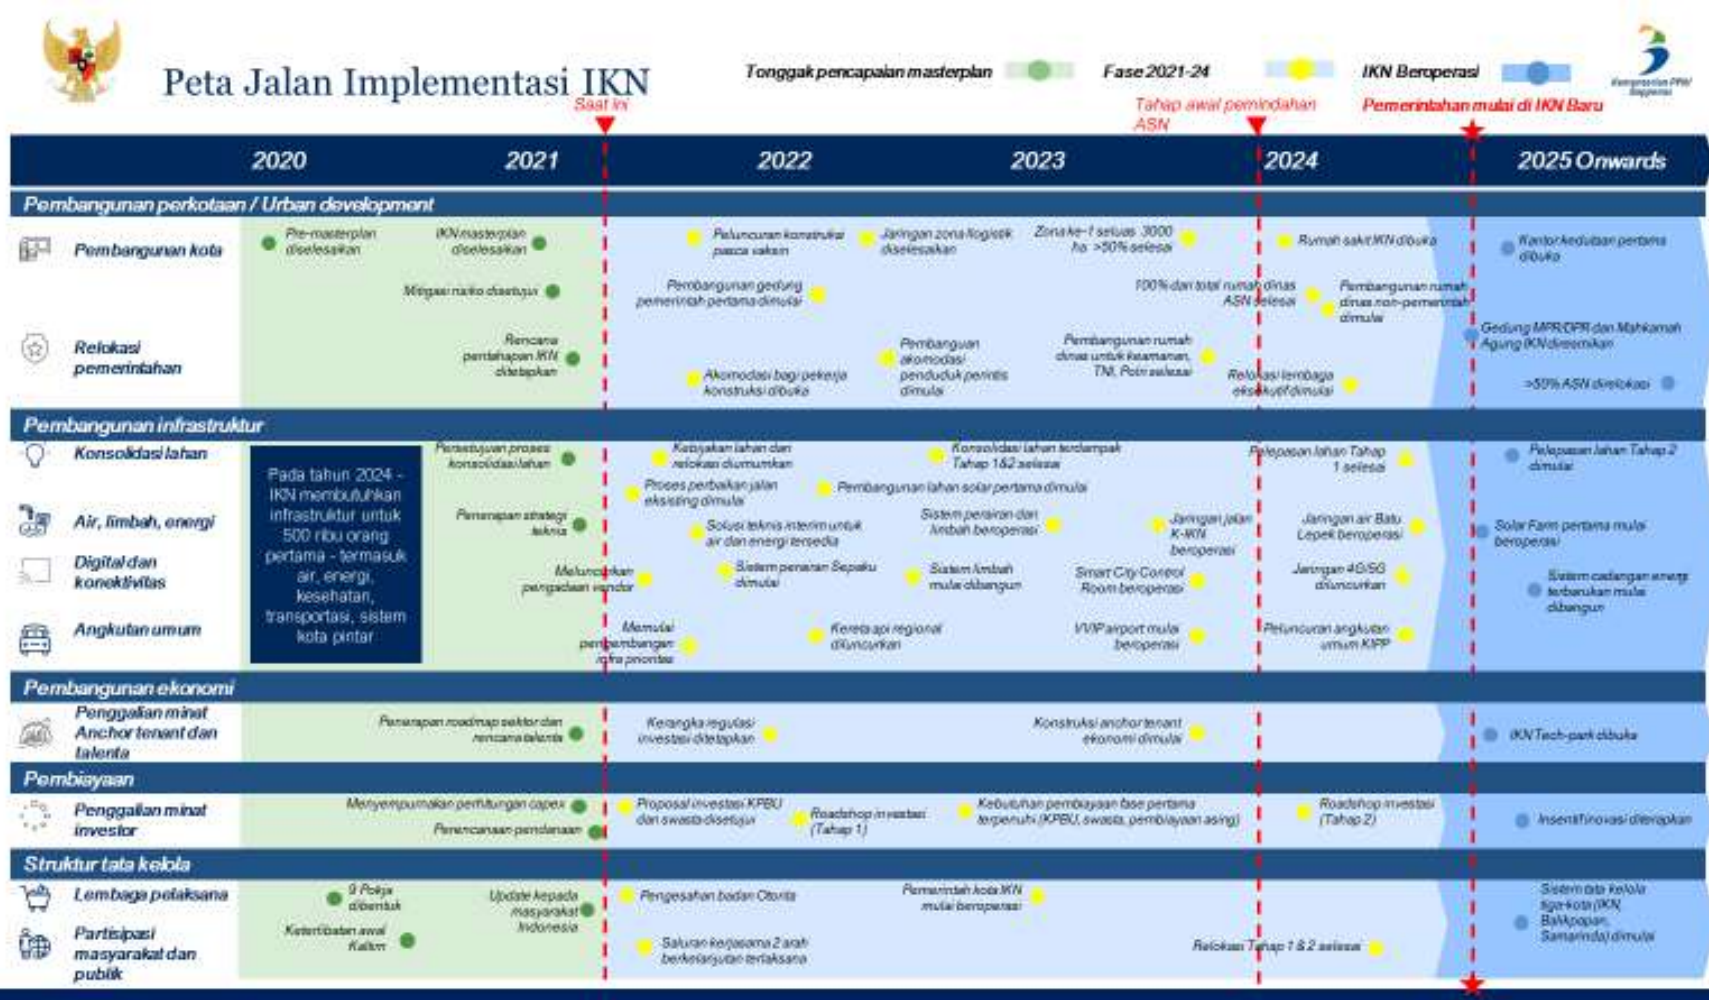 Peta Jalan Implementasi IKN
Tonggak pencapaian masterplan
Fase 2021-24
IKN Beroperasi
Kementerian PPN/
Bappenas
Saat ini
Tahap awal pemindahan
ASN
Pemerintahan mulai di IKN Baru
2020
2021
2022
2023
2024
2025 Onwards
Pembangunan perkotaan / Urban development
Pembangunan kota
Pre-masterplan
diselesaikan
IKN masterplan
diselesaikan
Peluncuran konstruksi
pasca vaksin
Jaringan zona logistik
diselesaikan
Zona ke-1 seluas 3000
ha >50% selesai
Rumah sakit IKN dibuka
Kantor kedutaan pertama
dibuka
Mitigasi risiko disetujui
Pembangunan gedung
pemerintah pertama dimulai
100% dari total rumah dinas
ASN selesai
Pembangunan rumah
dinas non-pemerintah
dimulai
Relokasi
pemerintahan
Rencana
pentahapan IKN
ditetapkan
Akomodasi bagi pekerja
konstruksi dibuka
Pembanguan
akomodasi
penduduk perintis
dimulai
Pembangunan rumah
dinas untuk keamanan,
TNI, Polri selesai
Relokasi lembaga
eksekutif dimulai
Gedung MPR/DPR dan Mahkamah
Agung IKN diresmikan
>50% ASN direlokasi
Pembangunan infrastruktur
Konsolidasi lahan
Persetujuan proses
konsolidasi lahan
Kebijakan lahan dan
relokasi diumumkan
Konsolidasi lahan terdampak
Tahap 1&2 selesai
Pelepasan lahan Tahap
1 selesai
Pelepasan lahan Tahap 2
dimulai
Pada tahun 2024 -
IKN membutuhkan
infrastruktur untuk
500 ribu orang
pertama - termasuk
air, energi,
kesehatan,
transportasi, sistem
kota pintar
Proses perbaikan jalan
eksisting dimulai
Pembangunan lahan solar pertama dimulai
Air, limbah, energi
Penerapan strategi
teknis
Solusi teknis interim untuk
air dan energi tersedia
Sistem perairan dan
limbah beroperasi
Jaringan jalan
K-IKN
beroperasi
Jaringan air Batu
Lepek beroperasi
Solar Farm pertama mulai
beroperasi
Digital dan
konektivitas
Meluncurkan
pengadaan vendor
Sistem perairan Sepaku
dimulai
Sistem limbah
mulai dibangun
Smart City Control
Room beroperasi
Jaringan 4G/5G
diluncurkan
Sistem cadangan energi
terbarukan mulai
dibangun
Angkutan umum
Memulai
pengembangan
infra prioritas
Kereta api regional
diluncurkan
VVIP airport mulai
beroperasi
Peluncuran angkutan
umum KIPP
Pembangunan ekonomi
Penggalian minat
Anchor tenant dan
talenta
Penerapan roadmap sektor dan
rencana talenta
Kerangka regulasi
investasi ditetapkan
Konstruksi anchor tenant
ekonomi dimulai
IKN Tech-park dibuka
Pembiayaan
Penggalian minat
investor
Menyempurnakan perhitungan capex
Perencanaan pendanaan
Proposal investasi KPBU
dan swasta disetujui
Roadshop investasi
(Tahap 1)
Kebutuhan pembiayaan fase pertama
terpenuhi (KPBU, swasta, pembiayaan asing)
Roadshop investasi
(Tahap 2)
Insentif inovasi diterapkan
Struktur tata kelola
Lembaga pelaksana
9 Pokja
dibentuk
Update kepada
masyarakat
Indonesia
Pengesahan badan Otorita
Pemerintah kota IKN
mulai beroperasi
Sistem tata kelola
tiga-kota (IKN,
Balikpapan,
Samarinda) dimulai
Partisipasi
masyarakat dan
publik
Keterlibatan awal
Kaltim
Saluran kerjasama 2 arah
berkelanjutan terlaksana
Relokasi Tahap 1 & 2 selesai